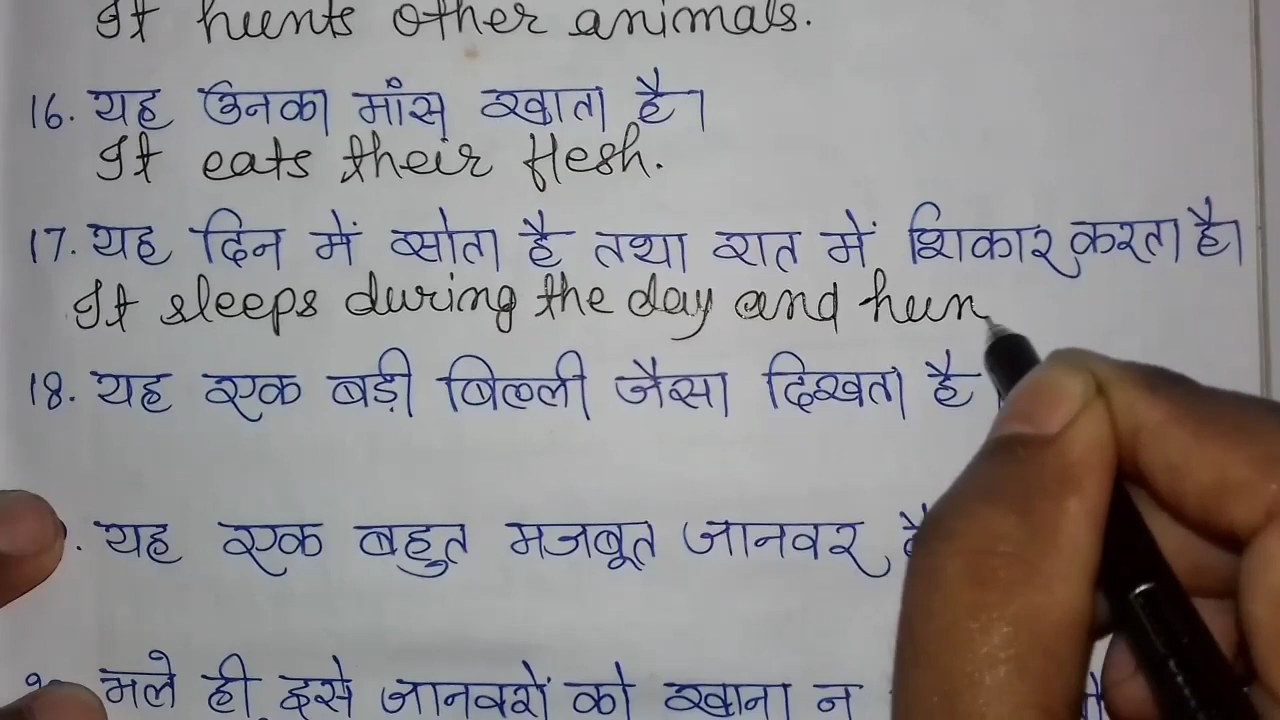 It hunts other animals.
16. यह उनका मांस खाता है।
It eats their flesh.
17. यह दिन में सोता है तथा रात में शिकार करता है।
It sleeps during the day and hun
18. यह एक बड़ी बिल्ली जैसा दिखता है
. यह एक बहुत मजबूत जानवर
भले ही इसे जानवरों को खाना न